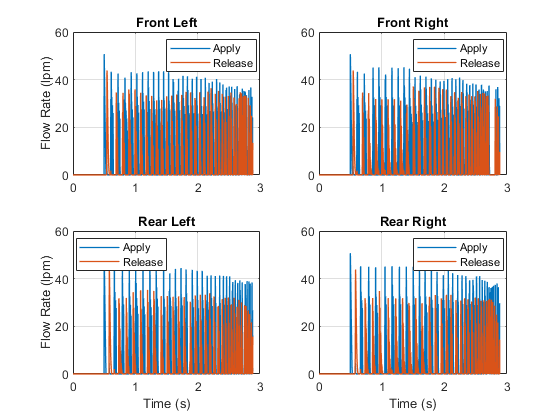 Front Left
Front Right
Flow Rate (lpm)
60
40
20
0
0 1 2 3
Apply
Release
60
40
20
0
0 1 2 3
Apply
Release
Rear Left
Rear Right
Flow Rate (lpm)
60
40
20
0
0 1 2 3
Time (s)
Apply
Release
60
40
20
0
0 1 2 3
Time (s)
Apply
Release